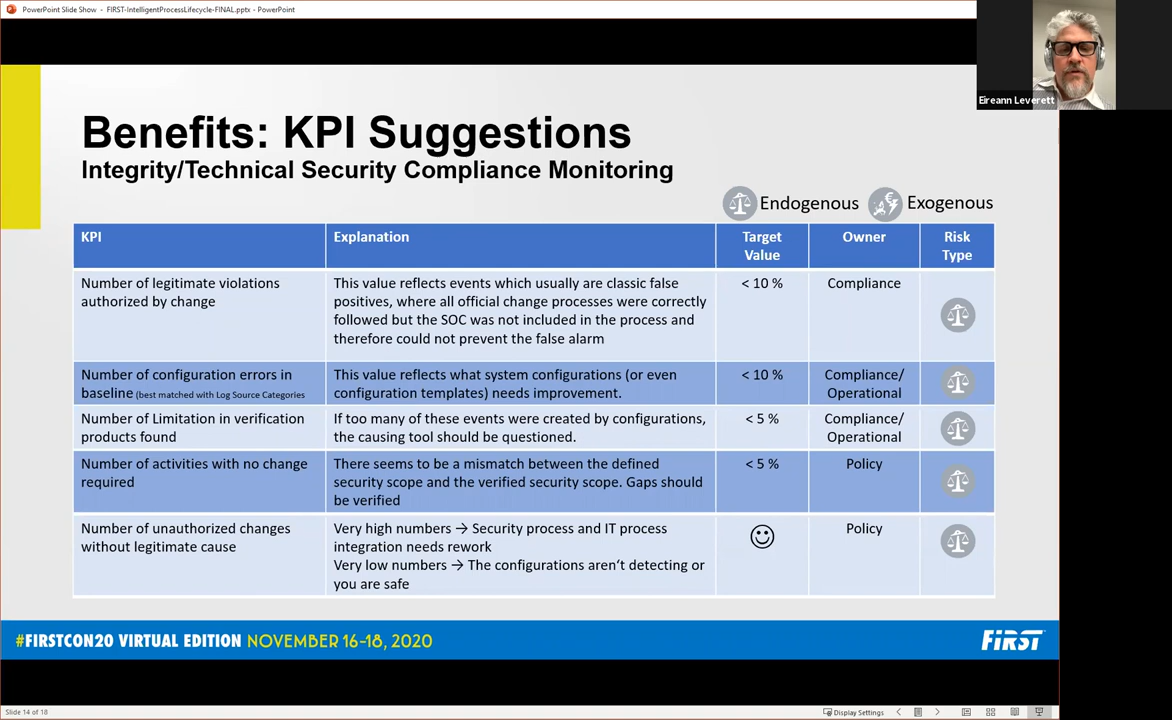 PowerPoint Slide Show - FIRST-IntelligentProcessLifecycle-FINAL.pptx - PowerPoint
Eireann Leverett
Benefits: KPI Suggestions
Integrity/Technical Security Compliance Monitoring
Endogenous
Exogenous
KPI
Explanation
Target
Value
Owner
Risk
Type
Number of legitimate violations
authorized by change
This value reflects events which usually are classic false
positives, where all official change processes were correctly
followed but the SOC was not included in the process and
therefore could not prevent the false alarm
< 10 %
Compliance
Number of configuration errors in
baseline (best matched with Log Source Categories
This value reflects what system configurations (or even
configuration templates) needs improvement.
< 10 %
Compliance/
Operational
Number of Limitation in verification
products found
If too many of these events were created by configurations,
the causing tool should be questioned.
< 5 %
Compliance/
Operational
Number of activities with no change
required
There seems to be a mismatch between the defined
security scope and the verified security scope. Gaps should
be verified
< 5 %
Policy
Number of unauthorized changes
without legitimate cause
Very high numbers → Security process and IT process
integration needs rework
Very low numbers → The configurations aren't detecting or
you are safe
Policy
#FIRSTCON20 VIRTUAL EDITION NOVEMBER 16-18, 2020
FIRST
Slide 14 of 18
Display Settings